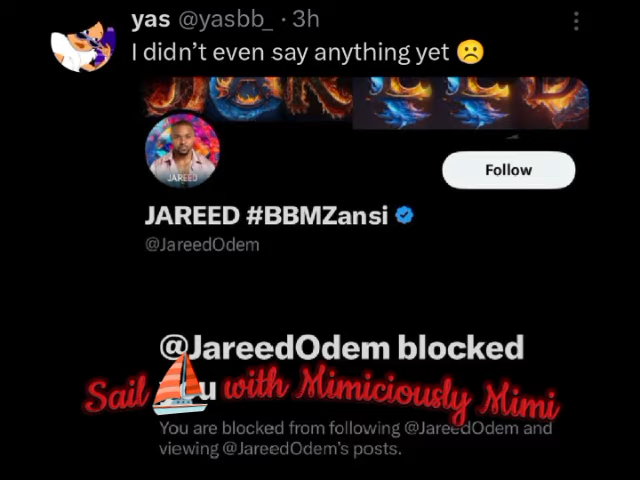 yas @yasbb_ · 3h
I didn't even say anything yet ☹️
JAREED
Follow
JAREED #BBMZansi
@JareedOdem
@JareedOdem blocked
Sail with Mimiciously Mimi
You are blocked from following @JareedOdem and
viewing @JareedOdem's posts.